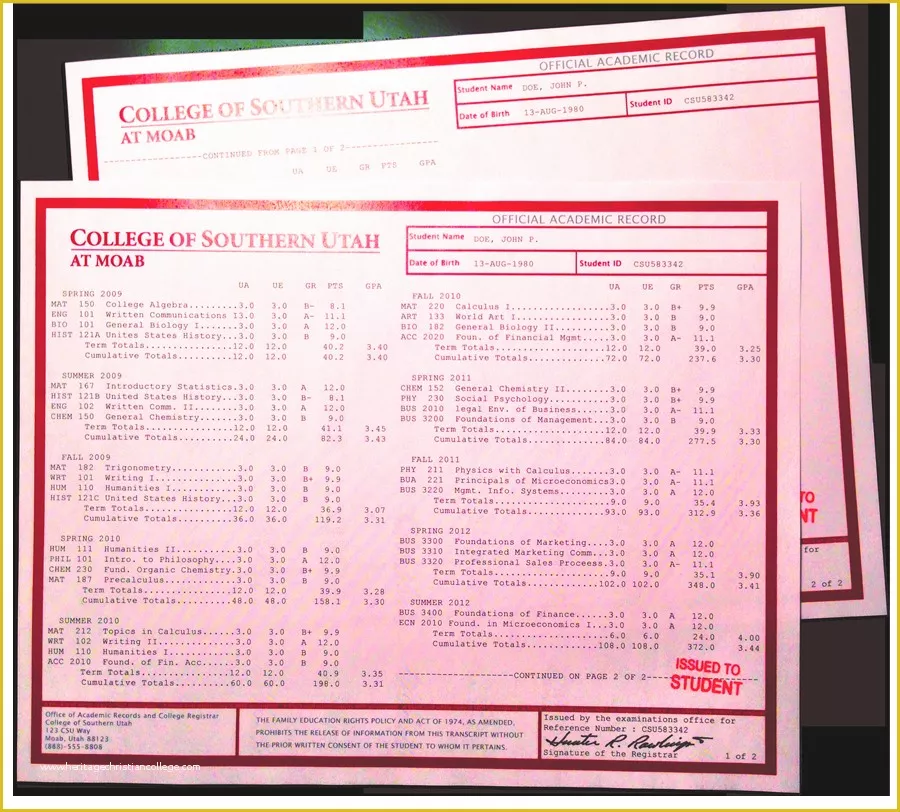 OFFICIAL ACADEMIC RECORD
COLLEGE OF SOUTHERN UTAH
AT MOAB
Student Name DOE, JOHN P.
Date of Birth 13-AUG-1980 Student ID CSU583342
CONTINUED FROM PAGE 1 OF 2
UA UE GR PTS GPA
OFFICIAL ACADEMIC RECORD
COLLEGE OF SOUTHERN UTAH
AT MOAB
Student Name DOE, JOHN P.
Date of Birth 13-AUG-1980 Student ID CSU583342
UA UE GR PTS GPA
SPRING 2009
MAT 150 College Algebra.........3.0 3.0 B- 8.1
ENG 101 Written Communications I3.0 3.0 A- 11.1
BIO 101 General Biology I.......3.0 3.0 A 12.0
HIST 121A Unites States History...3.0 3.0 B 9.0
Term Totals.............12.0 12.0 40.2 3.40
Cumulative Totals.......12.0 12.0 40.2 3.40
SUMMER 2009
MAT 167 Introductory Statistics.3.0 3.0 A 12.0
HIST 121B United States History...3.0 3.0 B- 8.1
ENG 102 Written Comm. II........3.0 3.0 A 12.0
CHEM 150 General Chemistry.......3.0 3.0 B 9.0
Term Totals.............12.0 12.0 41.1 3.45
Cumulative Totals.......24.0 24.0 82.3 3.43
FALL 2009
MAT 182 Trigonometry............3.0 3.0 B 9.0
WRT 101 Writing I...............3.0 3.0 B+ 9.9
HUM 110 Humanities I............3.0 3.0 B 9.0
HIST 121C United States History...3.0 3.0 B 9.0
Term Totals.............12.0 12.0 36.9 3.07
Cumulative Totals.......36.0 36.0 119.2 3.31
SPRING 2010
HUM 111 Humanities II...........3.0 3.0 B 9.0
PHIL 101 Intro. to Philosophy....3.0 3.0 A 12.0
CHEM 230 Fund. Organic Chemistry.3.0 3.0 B+ 9.9
MAT 187 Precalculus.............3.0 3.0 B 9.0
Term Totals.............12.0 12.0 39.9 3.28
Cumulative Totals.......48.0 48.0 158.1 3.30
SUMMER 2010
MAT 212 Topics in Calculus......3.0 3.0 B+ 9.9
WRT 102 Writing II..............3.0 3.0 A 12.0
HUM 110 Humanities I............3.0 3.0 B 9.0
ACC 2010 Found. of Fin. Acc......3.0 3.0 B 9.0
Term Totals.............12.0 12.0 40.9 3.35
Cumulative Totals.......60.0 60.0 198.0 3.31
UA UE GR PTS GPA
FALL 2010
MAT 220 Calculus I..............3.0 3.0 B+ 9.9
ART 133 World Art I.............3.0 3.0 B 9.0
BIO 182 General Biology II......3.0 3.0 B 9.0
ACC 2020 Foun. of Financial Mgmt.3.0 3.0 A- 11.1
Term Totals.............12.0 12.0 39.0 3.25
Cumulative Totals.......72.0 72.0 237.6 3.30
SPRING 2011
CHEM 152 General Chemistry II....3.0 3.0 B+ 9.9
PHY 230 Social Psychology.......3.0 3.0 B+ 9.9
BUS 2010 legal Env. of Business..3.0 3.0 A- 11.1
BUS 3200 Foundations of Management...3.0 3.0 B 9.0
Term Totals.............12.0 12.0 39.9 3.33
Cumulative Totals.......84.0 84.0 277.5 3.30
FALL 2011
PHY 211 Physics with Calculus...3.0 3.0 A- 11.1
BUA 221 Principals of Microeconomics3.0 3.0 A- 11.1
BUS 3220 Mgmt. Info. Systems.....3.0 3.0 A 12.0
Term Totals.............9.0 9.0 35.4 3.93
Cumulative Totals.......93.0 93.0 312.9 3.36
SPRING 2012
BUS 3300 Foundations of Marketing....3.0 3.0 A 12.0
BUS 3310 Integrated Marketing Comm...3.0 3.0 A 12.0
BUS 3320 Professional Sales Proceess.3.0 3.0 A- 11.1
Term Totals.............9.0 9.0 35.1 3.90
Cumulative Totals.......102.0 102.0 348.0 3.41
SUMMER 2012
BUS 3400 Foundations of Finance......3.0 3.0 A 12.0
ECN 2010 Found. in Microeconomics I...3.0 3.0 A 12.0
Term Totals.............6.0 6.0 24.0 4.00
Cumulative Totals.......108.0 108.0 372.0 3.44
CONTINUED ON PAGE 2 OF 2
ISSUED TO
STUDENT
TO
NT
for
2 of 2
Office of Academic Records and College Registrar
College of Southern Utah
123 CSU Way
Moab, Utah 88123
(888)-555-8808
THE FAMILY EDUCATION RIGHTS POLICY AND ACT OF 1974, AS AMENDED,
PROHIBITS THE RELEASE OF INFORMATION FROM THIS TRANSCRIPT WITHOUT
THE PRIOR WRITTEN CONSENT OF THE STUDENT TO WHOM IT PERTAINS.
Issued by the examinations office for
Reference Number : CSU583342
Hunter R. Rawlings
Signature of the Registrar 1 of 2
www.heritagechristiancollege.com